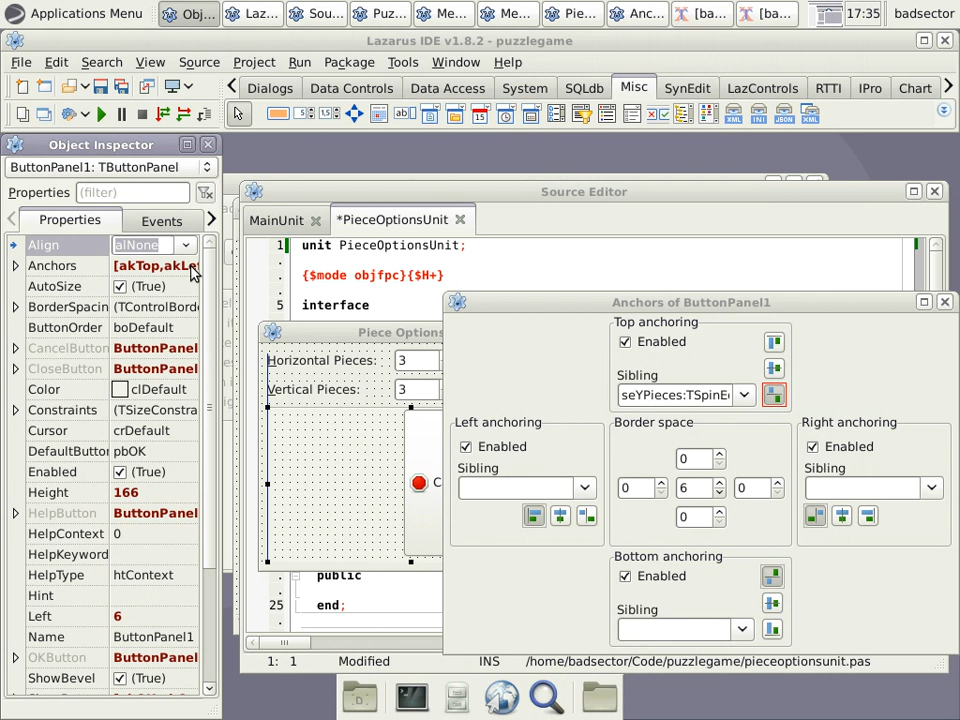 Applications Menu
Obj...
Laz...
Sou...
Puz...
Me...
Me...
Pie...
Anc...
[ba...
[ba...
17:35
badsector
Lazarus IDE v1.8.2 - puzzlegame
File Edit Search View Source Project Run Package Tools Window Help
Dialogs Data Controls Data Access System SQLdb Misc SynEdit LazControls RTTI IPro Chart
Object Inspector
ButtonPanel1: TButtonPanel
Properties (filter)
Properties Events
Align alNone
Anchors [akTop,akLe
AutoSize (True)
BorderSpacin (TControlBorde
ButtonOrder boDefault
CancelButton ButtonPanel
CloseButton ButtonPanel
Color clDefault
Constraints (TSizeConstra
Cursor crDefault
DefaultButton pbOK
Enabled (True)
Height 166
HelpButton ButtonPanel
HelpContext 0
HelpKeyword
HelpType htContext
Hint
Left 6
Name ButtonPanel1
OKButton ButtonPanel
ShowBevel (True)
Source Editor
MainUnit *PieceOptionsUnit
1 unit PieceOptionsUnit;
{$mode objfpc}{$H+}
5 interface
Piece Options
Horizontal Pieces: 3
Vertical Pieces: 3
C
public
25 end;
1: 1 Modified INS /home/badsector/Code/puzzlegame/pieceoptionsunit.pas
Anchors of ButtonPanel1
Top anchoring
Enabled
Sibling
seYPieces:TSpinE
Left anchoring
Enabled
Sibling
Border space
0
0 6 0
0
Right anchoring
Enabled
Sibling
Bottom anchoring
Enabled
Sibling